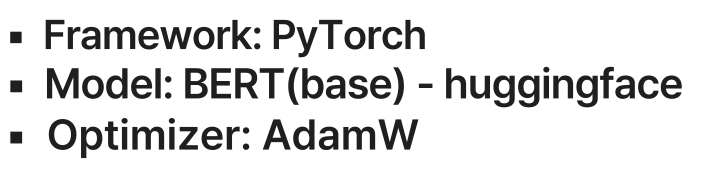 ▪ Framework: PyTorch
▪ Model: BERT(base) - huggingface
▪ Optimizer: AdamW